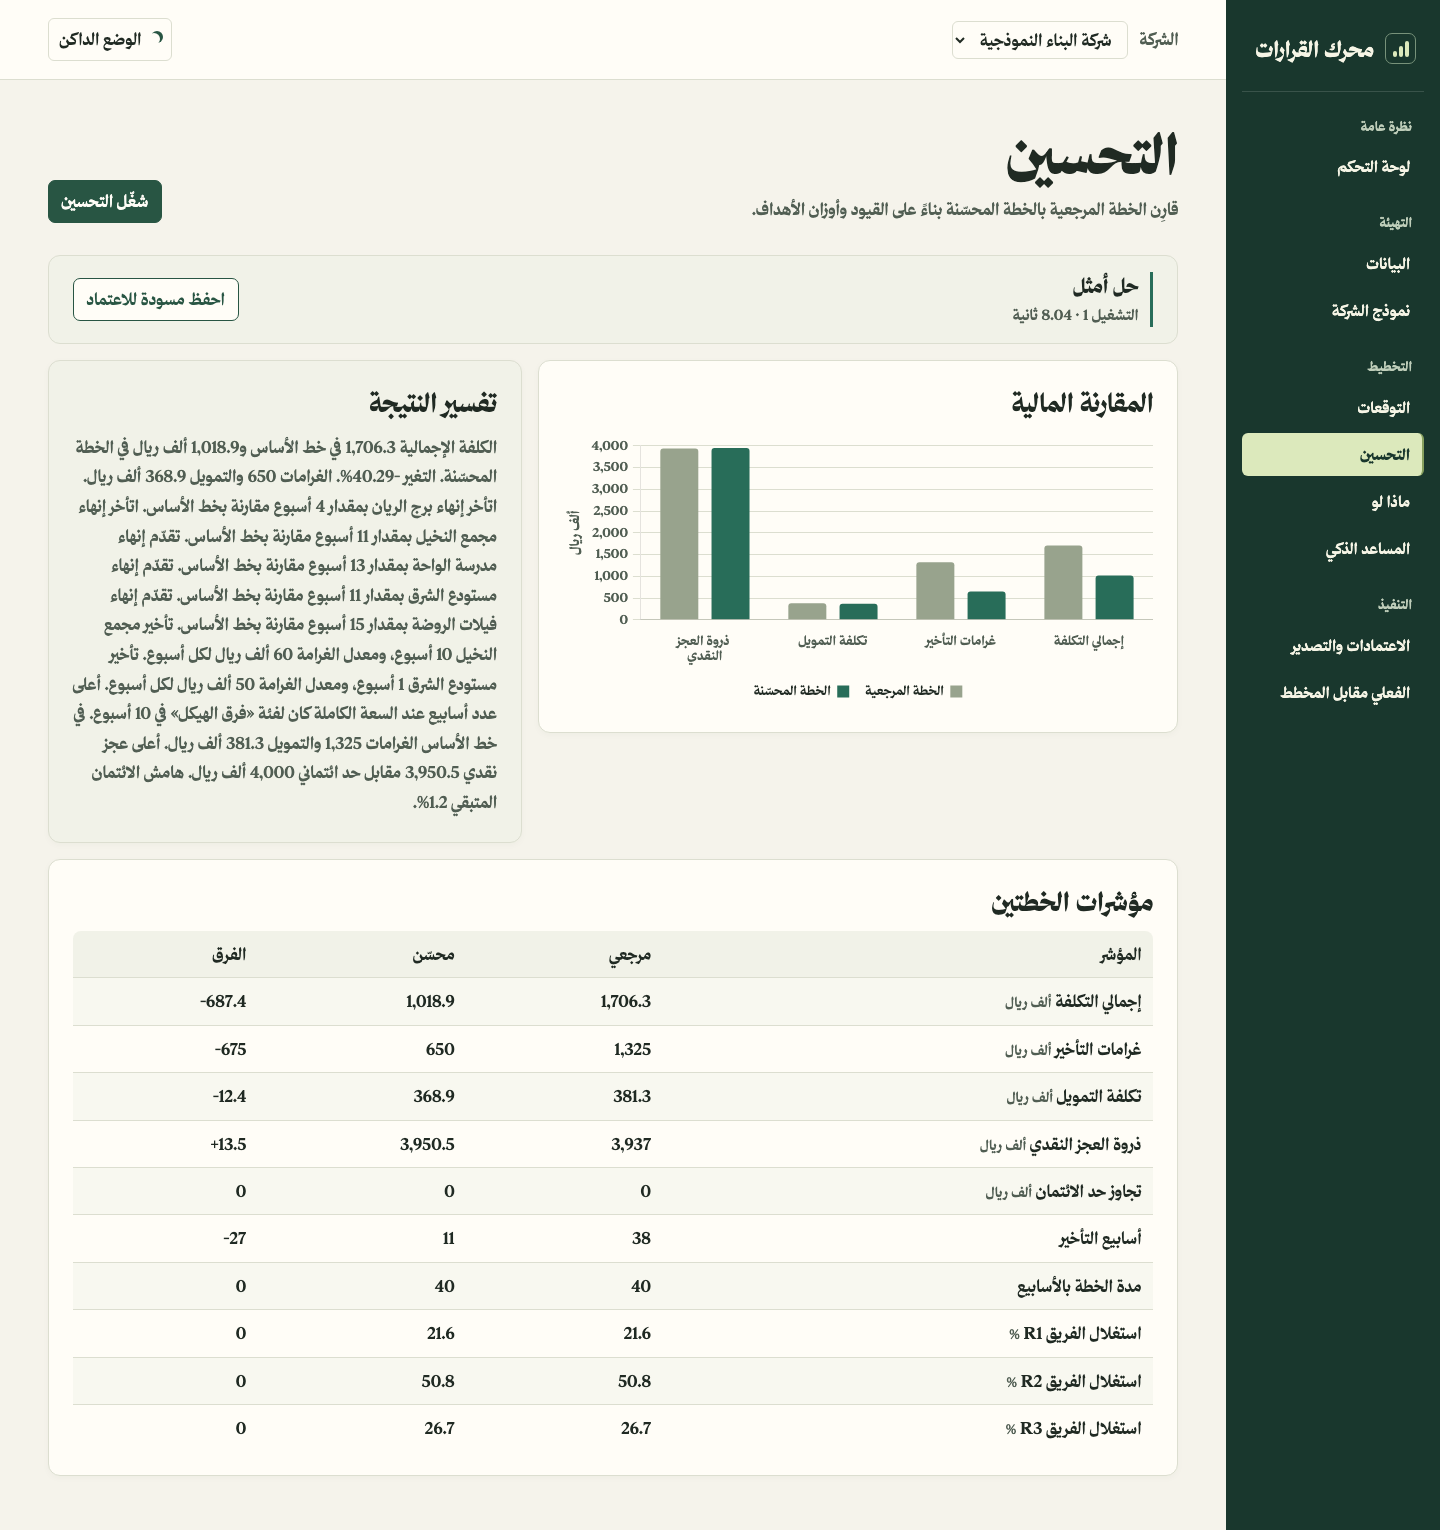 محرك القرارات
نظرة عامة
لوحة التحكم
التهيئة
البيانات
نموذج الشركة
التخطيط
التوقعات
التحسين
ماذا لو
المساعد الذكي
التنفيذ
الاعتمادات والتصدير
الفعلي مقابل المخطط
الشركة
شركة البناء النموذجية
الوضع الداكن
التحسين
قارِن الخطة المرجعية بالخطة المحسّنة بناءً على القيود وأوزان الأهداف.
شغّل التحسين
حل أمثل
التشغيل 1 · 8.04 ثانية
احفظ مسودة للاعتماد
المقارنة المالية
4,000
3,500
3,000
2,500
2,000
1,500
1,000
500
0
ألف ريال
إجمالي التكلفة
غرامات التأخير
تكلفة التمويل
ذروة العجز
النقدي
الخطة المرجعية
الخطة المحسّنة
تفسير النتيجة
الكلفة الإجمالية 1,706.3 في خط الأساس و1,018.9 ألف ريال في الخطة
المحسّنة. التغير -40.29%. الغرامات 650 والتمويل 368.9 ألف ريال.
اتأخر إنهاء برج الريان بمقدار 4 أسبوع مقارنة بخط الأساس. اتأخر إنهاء
مجمع النخيل بمقدار 11 أسبوع مقارنة بخط الأساس. تقدّم إنهاء
مدرسة الواحة بمقدار 13 أسبوع مقارنة بخط الأساس. تقدّم إنهاء
مستودع الشرق بمقدار 11 أسبوع مقارنة بخط الأساس. تقدّم إنهاء
فيلات الروضة بمقدار 15 أسبوع مقارنة بخط الأساس. تأخير مجمع
النخيل 10 أسبوع، ومعدل الغرامة 60 ألف ريال لكل أسبوع. تأخير
مستودع الشرق 1 أسبوع، ومعدل الغرامة 50 ألف ريال لكل أسبوع. أعلى
عدد أسابيع عند السعة الكاملة كان لفئة «فرق الهيكل» في 10 أسبوع. في
خط الأساس الغرامات 1,325 والتمويل 381.3 ألف ريال. أعلى عجز
نقدي 3,950.5 مقابل حد ائتماني 4,000 ألف ريال. هامش الائتمان
المتبقي 1.2%.
مؤشرات الخطتين
المؤشر مرجعي محسّن الفرق
إجمالي التكلفة ألف ريال 1,706.3 1,018.9 -687.4
غرامات التأخير ألف ريال 1,325 650 -675
تكلفة التمويل ألف ريال 381.3 368.9 -12.4
ذروة العجز النقدي ألف ريال 3,937 3,950.5 +13.5
تجاوز حد الائتمان ألف ريال 0 0 0
أسابيع التأخير 38 11 -27
مدة الخطة بالأسابيع 40 40 0
استغلال الفريق R1 % 21.6 21.6 0
استغلال الفريق R2 % 50.8 50.8 0
استغلال الفريق R3 % 26.7 26.7 0